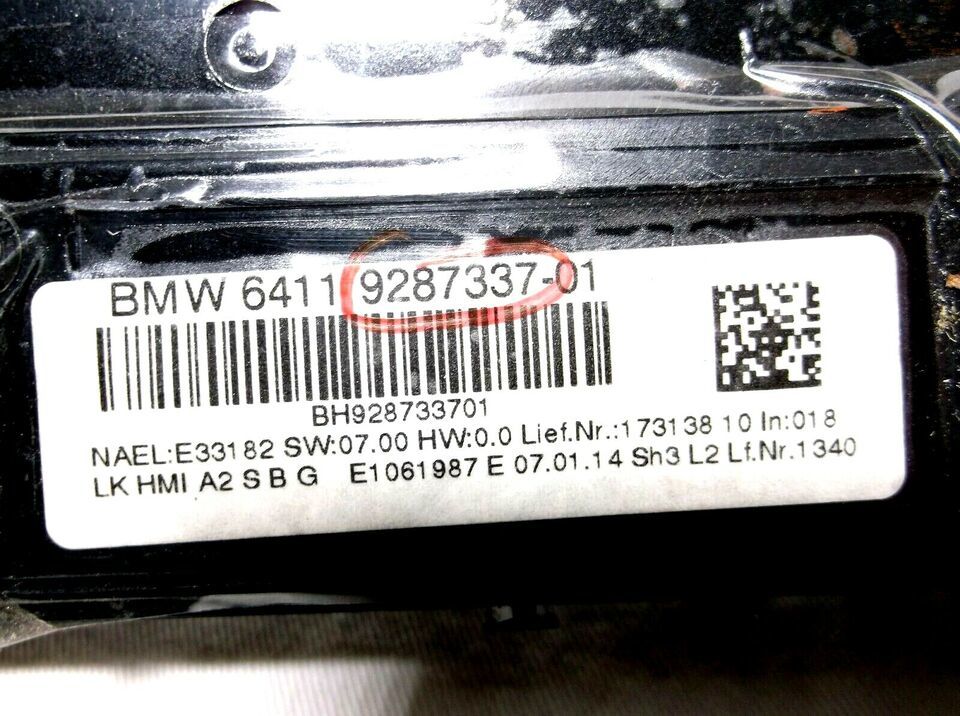 BMW 6411 9287337-01
BH928733701
NAEL:E33182 SW:07.00 HW:0.0 Lief.Nr.:173138 10 In:018
LK HMI A2 S B G E1061987 E 07.01.14 Sh3 L2 Lf.Nr.1340